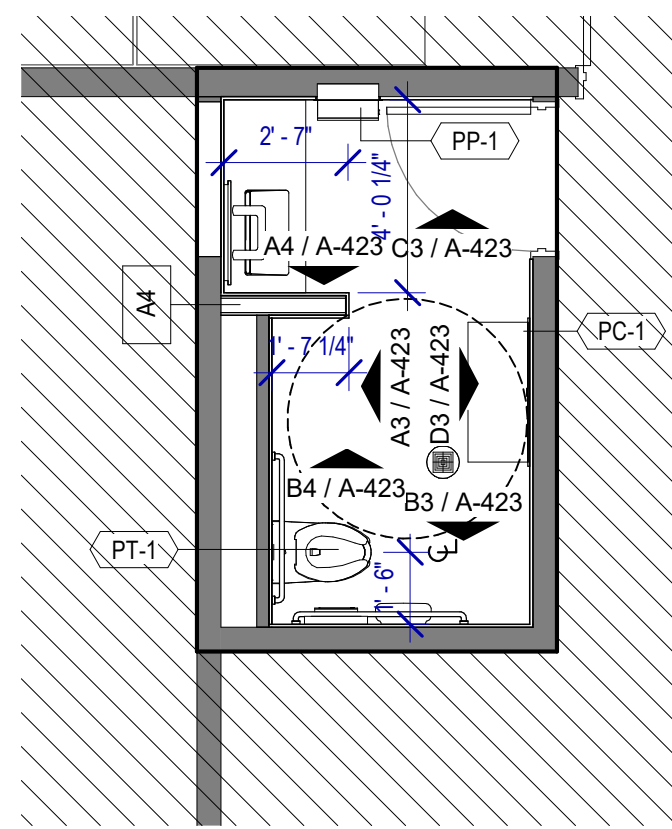 2' - 7"
PP-1
4' - 0 1/4"
A4 / A-423
C3 / A-423
A4
PC-1
1' - 7 1/4"
A3 / A-423
D3 / A-423
B4 / A-423
B3 / A-423
PT-1
CL
1' - 6"